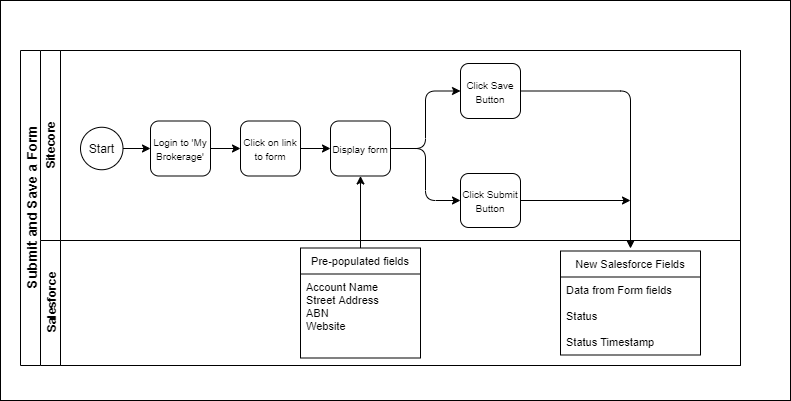 Submit and Save a Form
Sitecore
Salesforce
Start
Login to 'My
Brokerage'
Click on link
to form
Display form
Click Save
Button
Click Submit
Button
Pre-populated fields
Account Name
Street Address
ABN
Website
New Salesforce Fields
Data from Form fields
Status
Status Timestamp